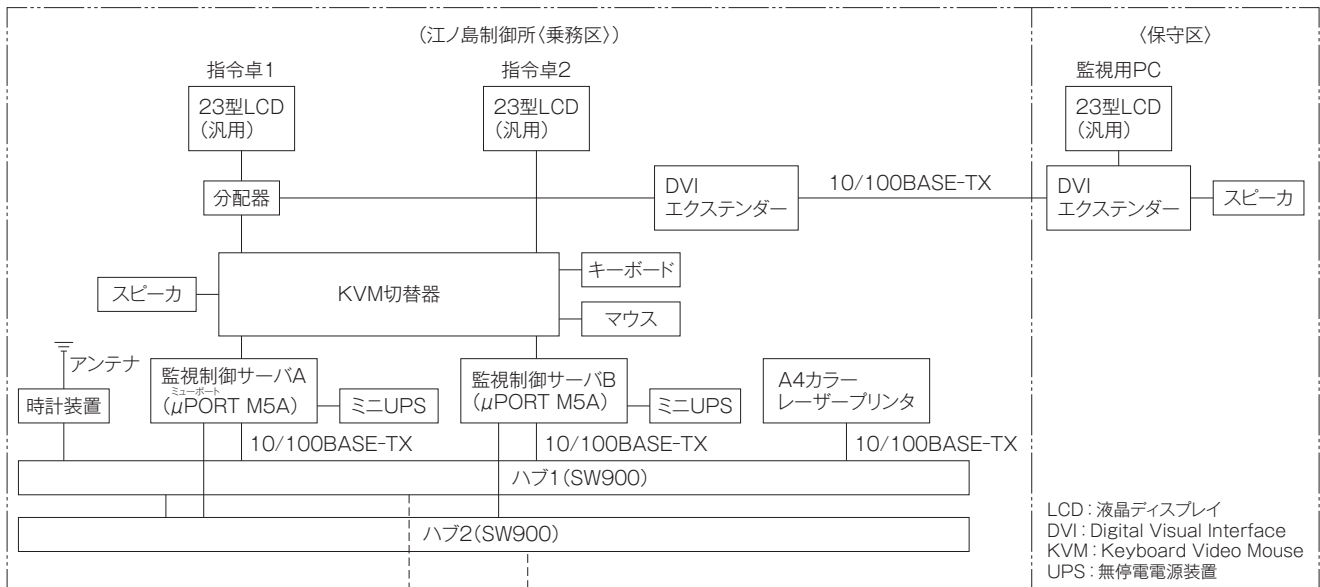 (江ノ島制御所〈乗務区〉)
〈保守区〉
指令卓1
指令卓2
監視用PC
23型LCD
(汎用)
23型LCD
(汎用)
23型LCD
(汎用)
分配器
DVI
エクステンダー
10/100BASE-TX
DVI
エクステンダー
スピーカ
スピーカ
KVM切替器
キーボード
マウス
アンテナ
時計装置
監視制御サーバA
ミューポート
(μPORT M5A)
ミニUPS
監視制御サーバB
(μPORT M5A)
ミニUPS
A4カラー
レーザープリンタ
10/100BASE-TX
10/100BASE-TX
10/100BASE-TX
ハブ1(SW900)
ハブ2(SW900)
LCD:液晶ディスプレイ
DVI:Digital Visual Interface
KVM:Keyboard Video Mouse
UPS:無停電電源装置